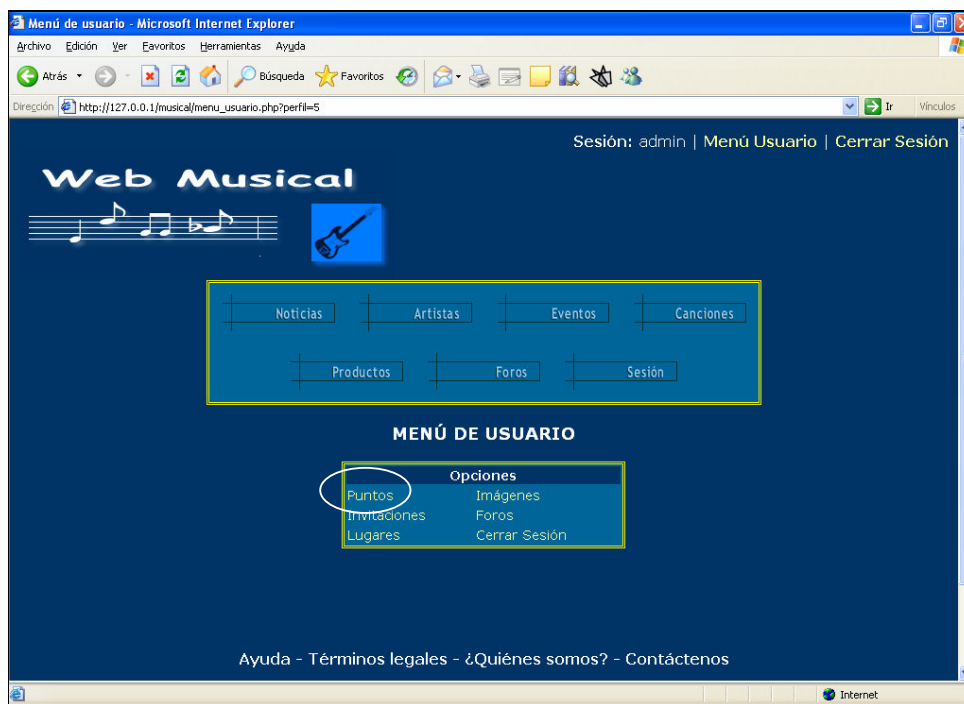 Menú de usuario - Microsoft Internet Explorer
Archivo Edición Ver Favoritos Herramientas Ayuda
Atrás Búsqueda Favoritos
Dirección http://127.0.0.1/musical/menu_usuario.php?perfil=5 Ir Vínculos
Sesión: admin | Menú Usuario | Cerrar Sesión
Web Musical
Noticias Artistas Eventos Canciones
Productos Foros Sesión
MENÚ DE USUARIO
Opciones
Puntos Imágenes
Invitaciones Foros
Lugares Cerrar Sesión
Ayuda - Términos legales - ¿Quiénes somos? - Contáctenos
Internet